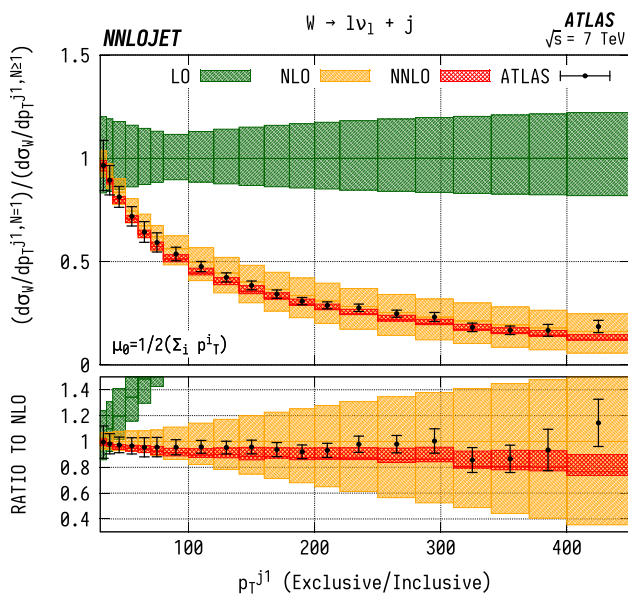 W → lν_l + j
ATLAS
√s = 7 TeV
NNLOJET
LO NLO NNLO ATLAS
(dσ_W/dp_T^{j1,N=1})/(dσ_W/dp_T^{j1,N≥1})
1.5
1
0.5
0
μ_0=1/2(Σ_i p^i_T)
RATIO TO NLO
1.4
1.2
1.0
0.8
0.6
0.4
100 200 300 400
p_T^{j1} (Exclusive/Inclusive)